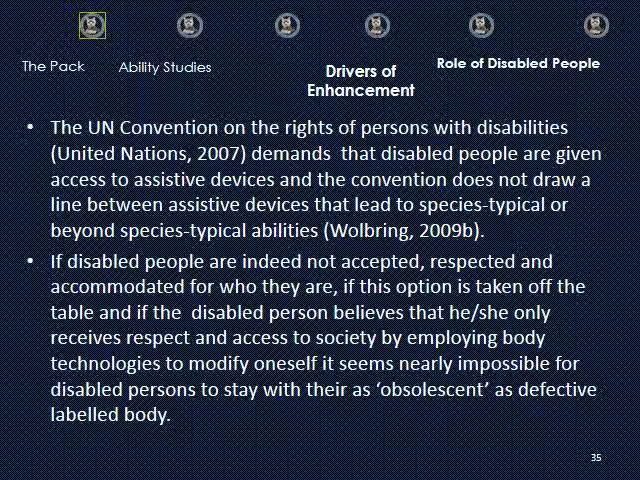 The Pack
Ability Studies
Drivers of
Enhancement
Role of Disabled People
• The UN Convention on the rights of persons with disabilities
(United Nations, 2007) demands  that disabled people are given
access to assistive devices and the convention does not draw a
line between assistive devices that lead to species-typical or
beyond species-typical abilities (Wolbring, 2009b).
• If disabled people are indeed not accepted, respected and
accommodated for who they are, if this option is taken off the
table and if the  disabled person believes that he/she only
receives respect and access to society by employing body
technologies to modify oneself it seems nearly impossible for
disabled persons to stay with their as ‘obsolescent’ as defective
labelled body.
35